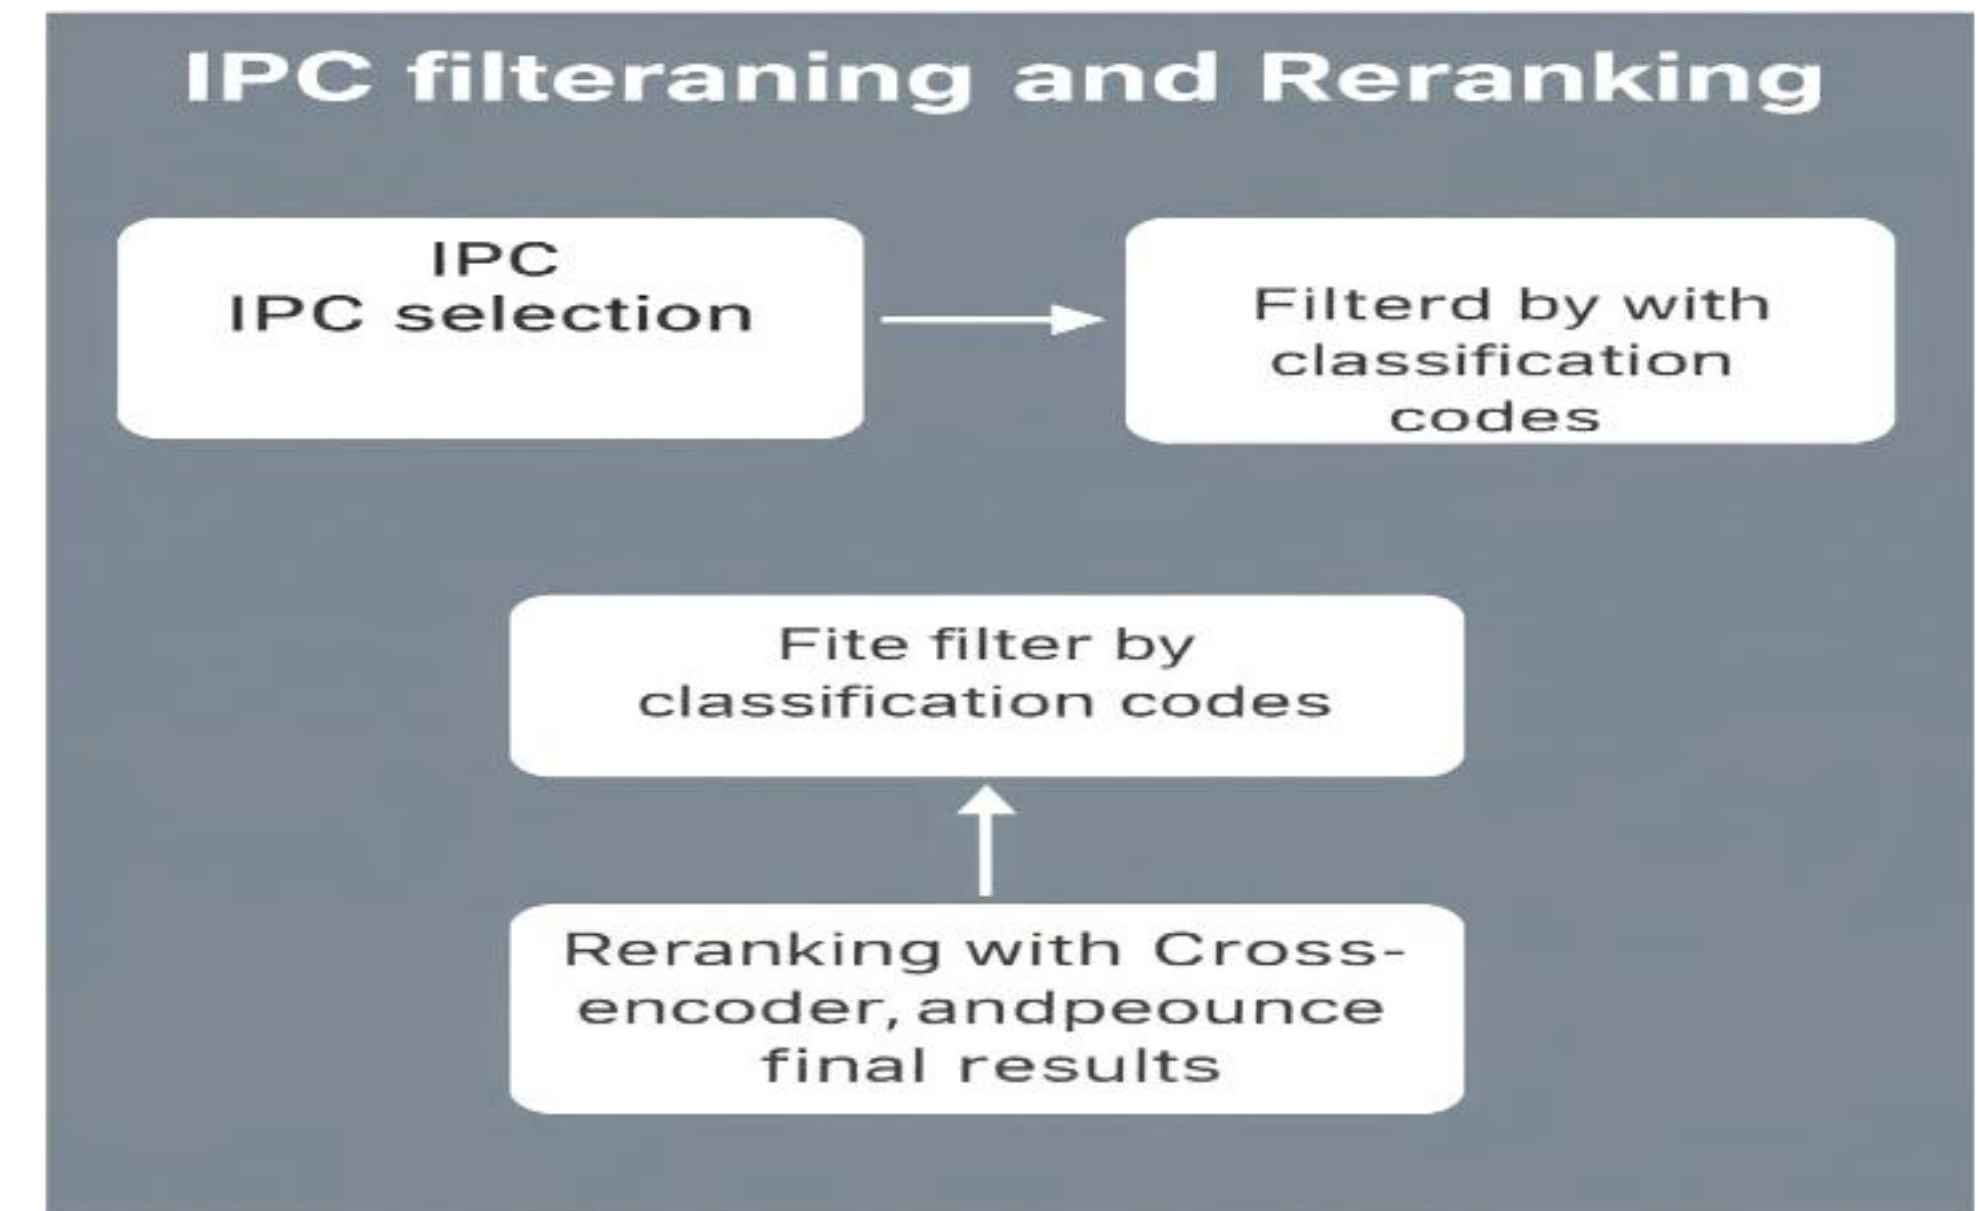 IPC filteraning and Reranking
IPC
IPC selection
Filterd by with
classification
codes
Fite filter by
classification codes
Reranking with Cross-
encoder, andpeounce
final results